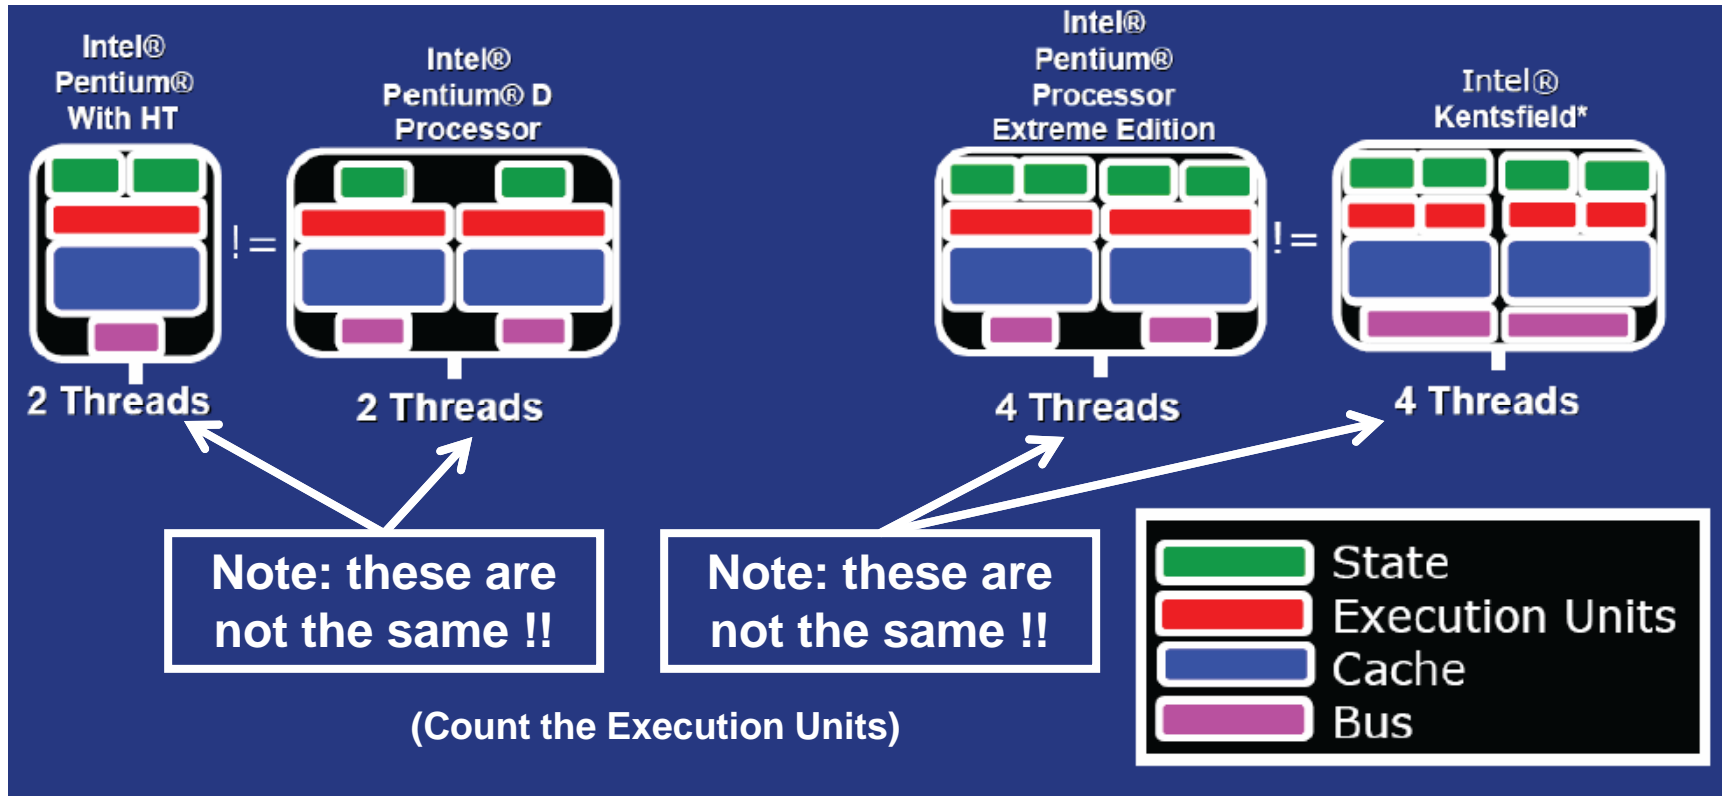 Intel®
Pentium®
With HT
Intel®
Pentium® D
Processor
Intel®
Pentium®
Processor
Extreme Edition
Intel®
Kentsfield*
!=
!=
2 Threads
2 Threads
4 Threads
4 Threads
Note: these are
not the same !!
Note: these are
not the same !!
(Count the Execution Units)
State
Execution Units
Cache
Bus